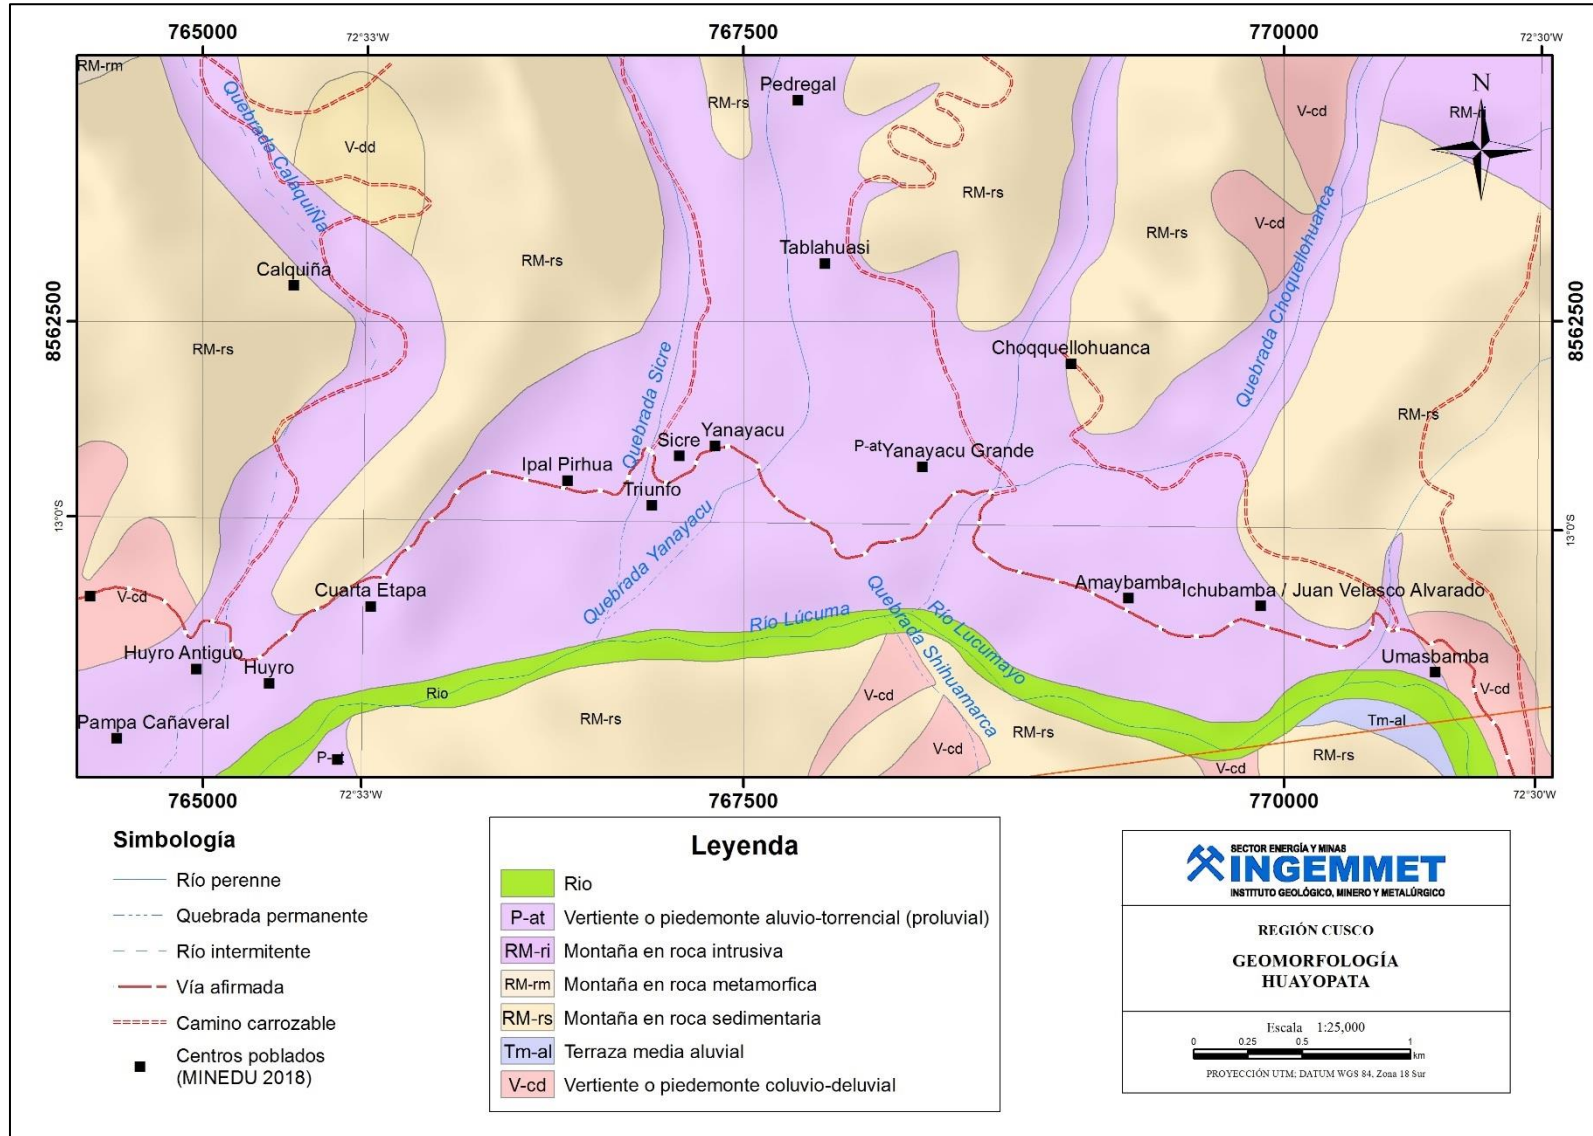 765000
767500
770000
72°33'W
72°30'W
RM-rm
Quebrada CalaquiÑa
V-dd
RM-rs
Pedregal
RM-rs
V-cd
RM-ri
N
RM-rs
Tablahuasi
V-cd
RM-rs
Quebrada Choquellohuanca
Calquiña
8562500
8562500
RM-rs
Choqquellohuanca
Quebrada Sicre
RM-rs
Sicre
Yanayacu
P-at
Yanayacu Grande
Ipal Pirhua
Triunfo
13°0'S
13°0'S
Quebrada Yanayacu
V-cd
Cuarta Etapa
Río Lúcuma
Quebrada Shihuamarca
Río Lucumayo
Amaybamba
Ichubamba / Juan Velasco Alvarado
Huyro Antiguo
Huyro
Umasbamba
Rio
V-cd
V-cd
Pampa Cañaveral
RM-rs
RM-rs
Tm-al
P-at
V-cd
V-cd
RM-rs
765000
767500
770000
72°33'W
72°30'W
Simbología
Río perenne
Quebrada permanente
Río intermitente
Vía afirmada
Camino carrozable
Centros poblados
(MINEDU 2018)
Leyenda
Rio
P-at Vertiente o piedemonte aluvio-torrencial (proluvial)
RM-ri Montaña en roca intrusiva
RM-rm Montaña en roca metamorfica
RM-rs Montaña en roca sedimentaria
Tm-al Terraza media aluvial
V-cd Vertiente o piedemonte coluvio-deluvial
SECTOR ENERGÍA Y MINAS
INGEMMET
INSTITUTO GEOLÓGICO, MINERO Y METALÚRGICO
REGIÓN CUSCO
GEOMORFOLOGÍA
HUAYOPATA
Escala 1:25,000
0 0.25 0.5 1
km
PROYECCIÓN UTM; DATUM WGS 84, Zona 18 Sur